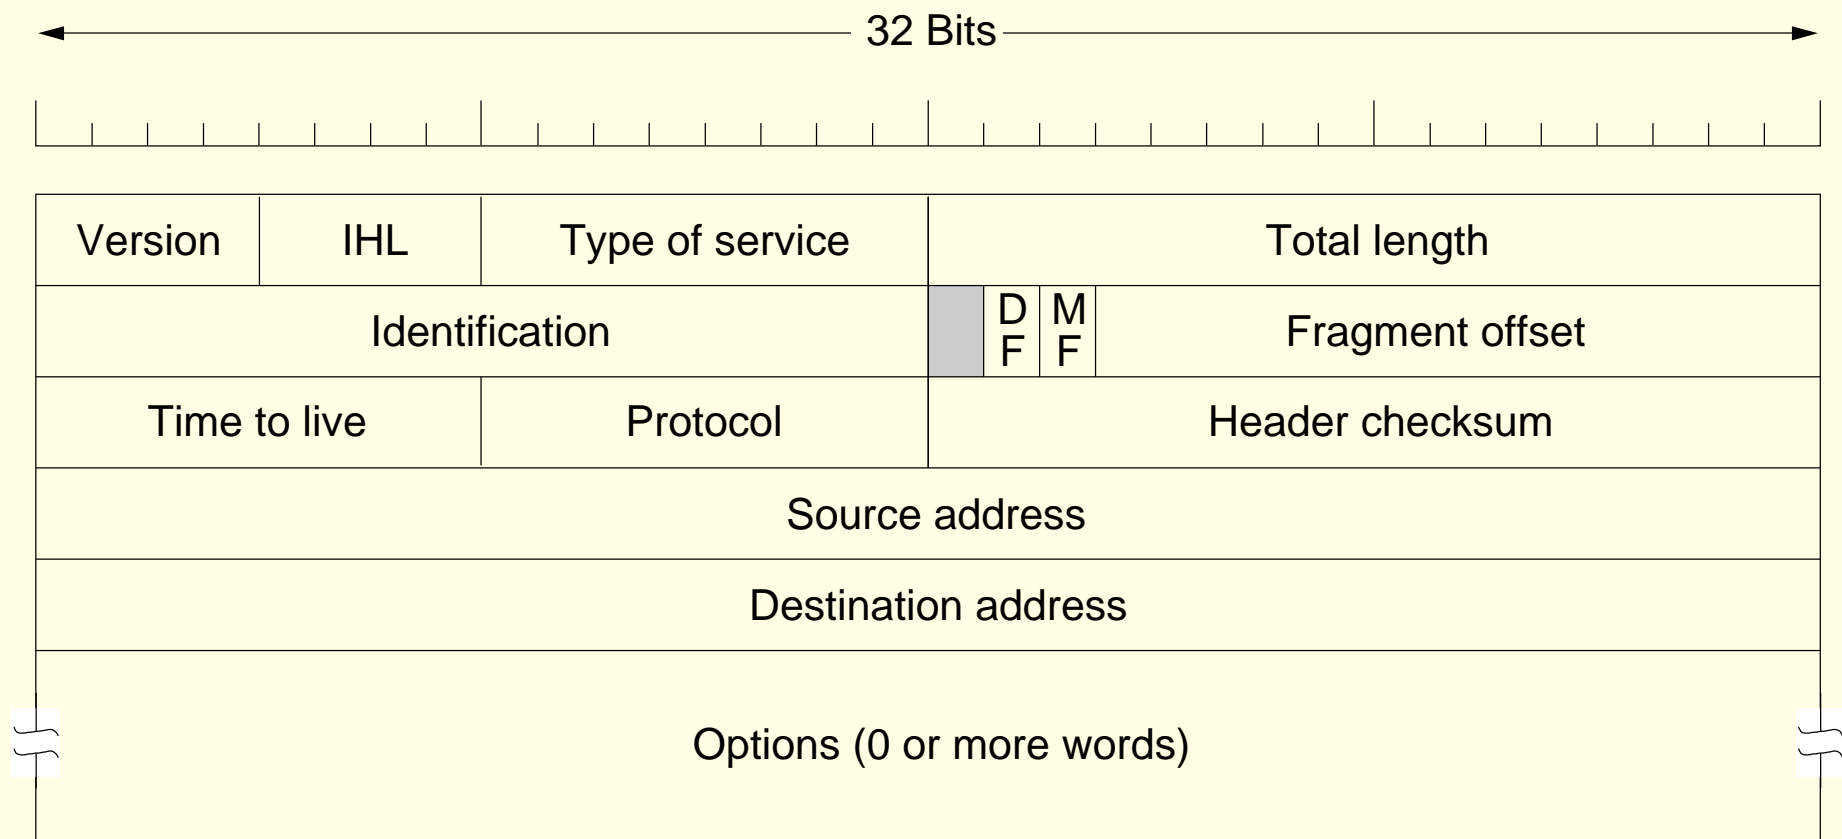 32 Bits
Version IHL Type of service Total length
Identification D F M F Fragment offset
Time to live Protocol Header checksum
Source address
Destination address
Options (0 or more words)